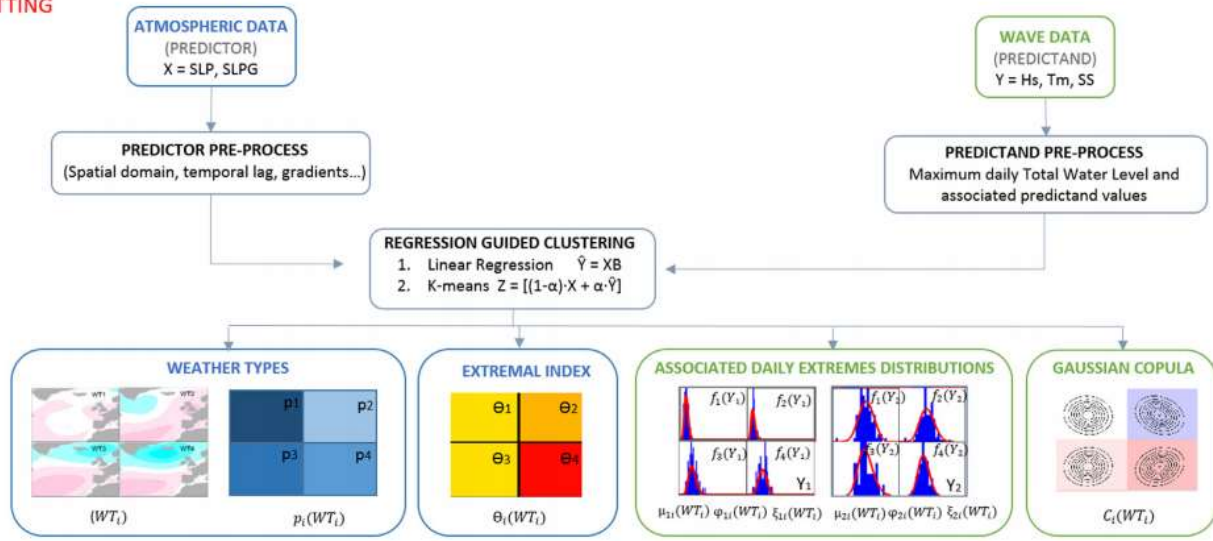 TTING
ATMOSPHERIC DATA
(PREDICTOR)
X = SLP, SLPG
WAVE DATA
(PREDICTAND)
Y = Hs, Tm, SS
PREDICTOR PRE-PROCESS
(Spatial domain, temporal lag, gradients...)
PREDICTAND PRE-PROCESS
Maximum daily Total Water Level and
associated predictand values
REGRESSION GUIDED CLUSTERING
1. Linear Regression Ŷ = XB
2. K-means Z = [(1-α)·X + α·Ŷ]
WEATHER TYPES
WT1 WT2
WT3 WT4
p1 p2
p3 p4
(WTᵢ) pᵢ(WTᵢ)
EXTREMAL INDEX
Ɵ1 Ɵ2
Ɵ3 Ɵ4
Ɵᵢ(WTᵢ)
ASSOCIATED DAILY EXTREMES DISTRIBUTIONS
f₁(Y₁) f₂(Y₁) f₁(Y₂) f₂(Y₂)
f₃(Y₁) f₄(Y₁) f₃(Y₂) f₄(Y₂)
Y₁ Y₂
μ₁ᵢ(WTᵢ) φ₁ᵢ(WTᵢ) ξ₁ᵢ(WTᵢ) μ₂ᵢ(WTᵢ) φ₂ᵢ(WTᵢ) ξ₂ᵢ(WTᵢ)
GAUSSIAN COPULA
Cᵢ(WTᵢ)